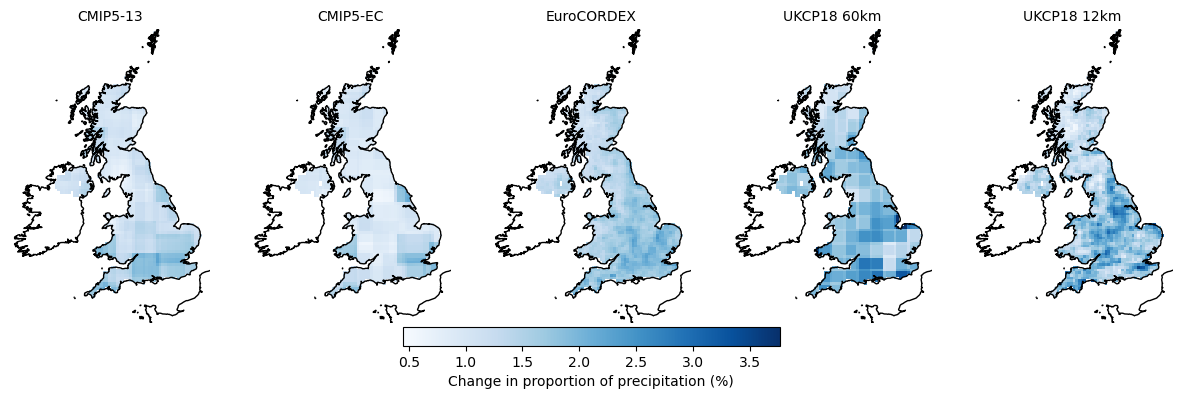 CMIP5-13 CMIP5-EC EuroCORDEX UKCP18 60km UKCP18 12km
0.5 1.0 1.5 2.0 2.5 3.0 3.5
Change in proportion of precipitation (%)